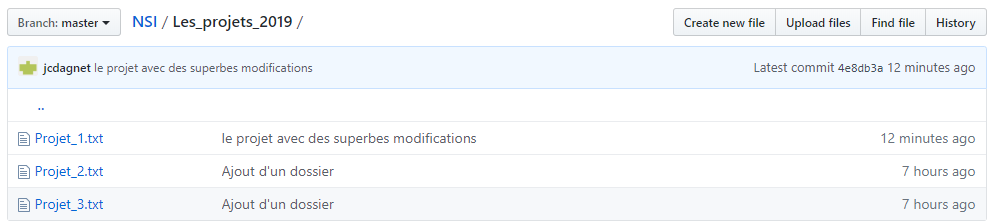 Branch: master NSI / Les_projets_2019 / Create new file Upload files Find file History
jcdagnet le projet avec des superbes modifications Latest commit 4e8db3a 12 minutes ago
..
Projet_1.txt le projet avec des superbes modifications 12 minutes ago
Projet_2.txt Ajout d'un dossier 7 hours ago
Projet_3.txt Ajout d'un dossier 7 hours ago